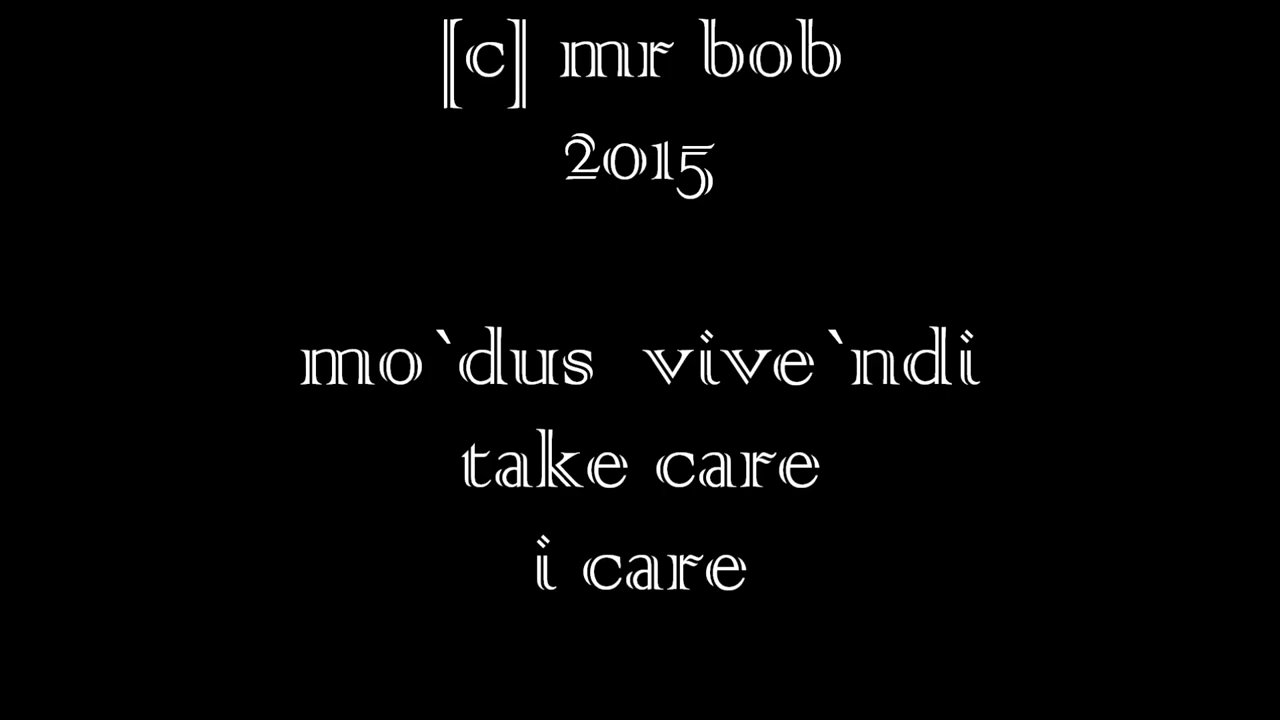 [c] mr bob
2015
mo`dus vive`ndi
take care
i care